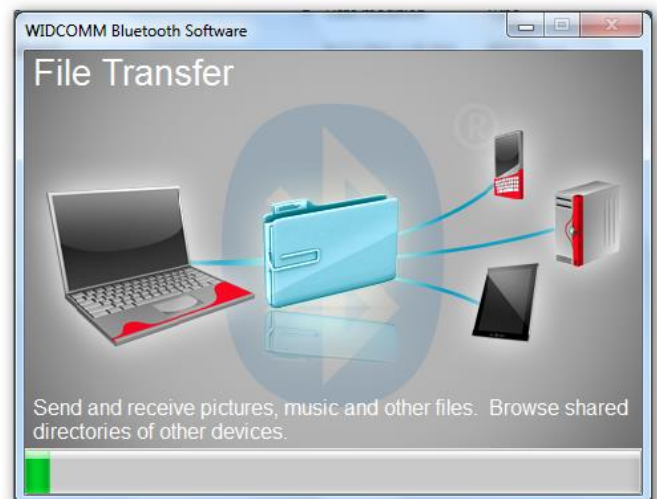 WIDCOMM Bluetooth Software
File Transfer
®
Send and receive pictures, music and other files.  Browse shared
directories of other devices.